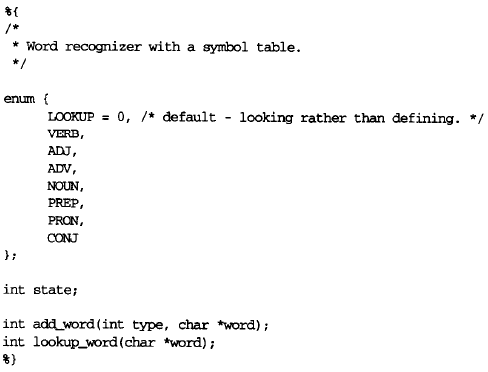 %{
/*
 * Word recognizer with a symbol table.
 */

enum {
      LOOKUP = 0, /* default - looking rather than defining. */
      VERB,
      ADJ,
      ADV,
      NOUN,
      PREP,
      PRON,
      CONJ
};

int state;

int add_word(int type, char *word);
int lookup_word(char *word);
%}